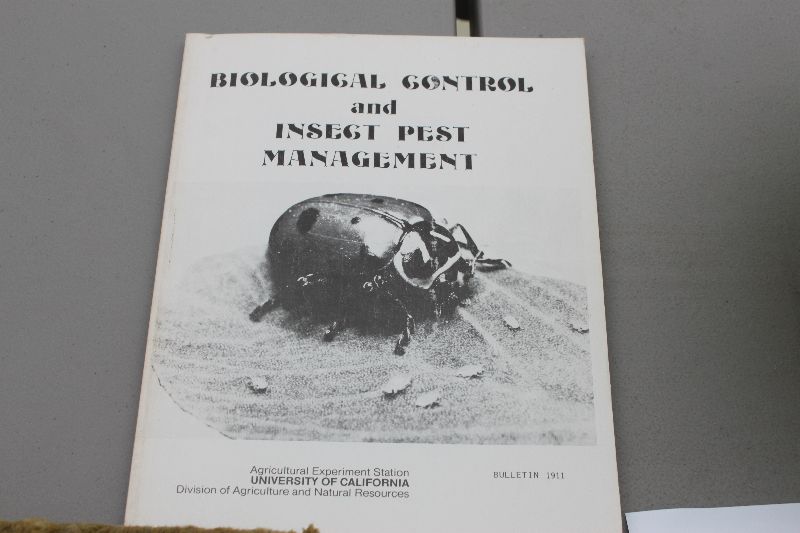 BIOLOGICAL CONTROL
and
INSECT PEST
MANAGEMENT
Agricultural Experiment Station
UNIVERSITY OF CALIFORNIA
Division of Agriculture and Natural Resources
BULLETIN 1911